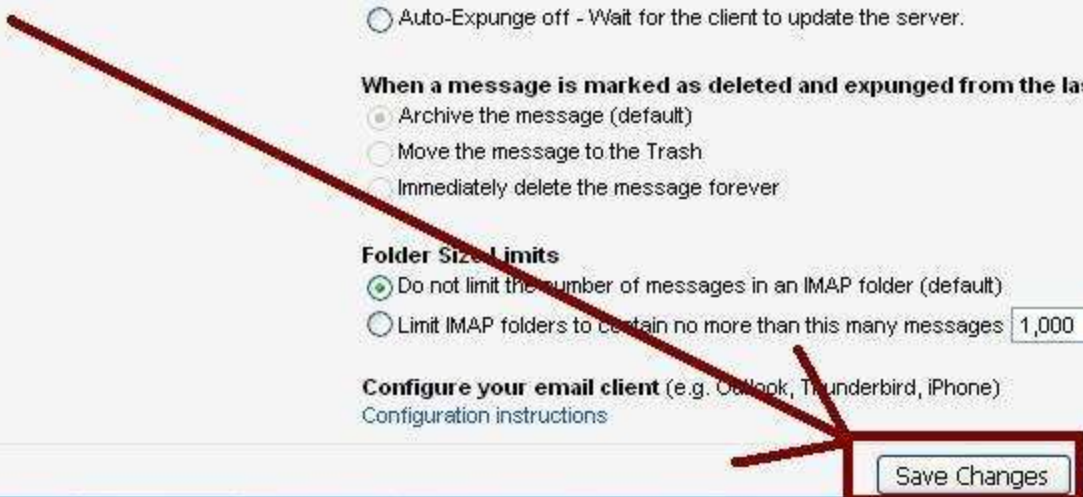 Auto-Expunge off - Wait for the client to update the server.
When a message is marked as deleted and expunged from the
Archive the message (default)
Move the message to the Trash
Immediately delete the message forever
Folder Size Limits
Do not limit the number of messages in an IMAP folder (default)
Limit IMAP folders to contain no more than this many messages 1,000
Configure your email client (e.g. Outlook, Thunderbird, iPhone)
Configuration instructions
Save Changes